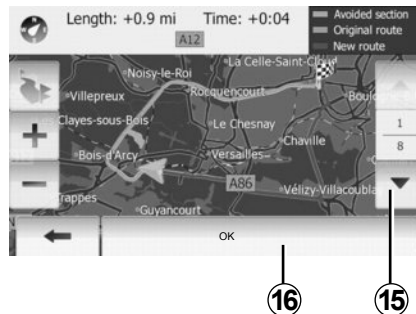 Length: +0.9 mi Time: +0:04
Avoided section
Original route
New route
A12
La Celle-Saint-Cloud
Noisy-le-Roi
Villepreux
Rocquencourt
Clayes-sous-Bois
Le Chesnay
1
8
Chaville
Bois-d'Arcy
Versailles
A86
Vélizy-Villacoubla
rappes
Guyancourt
OK
16
15